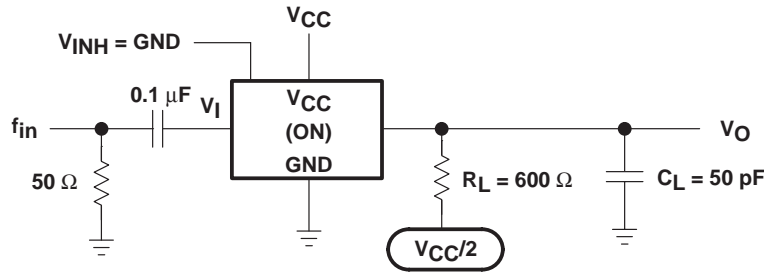 VCC
VINH = GND
0.1 μF
VI
VCC
(ON)
GND
fin
VO
50 Ω
RL = 600 Ω
CL = 50 pF
VCC/2